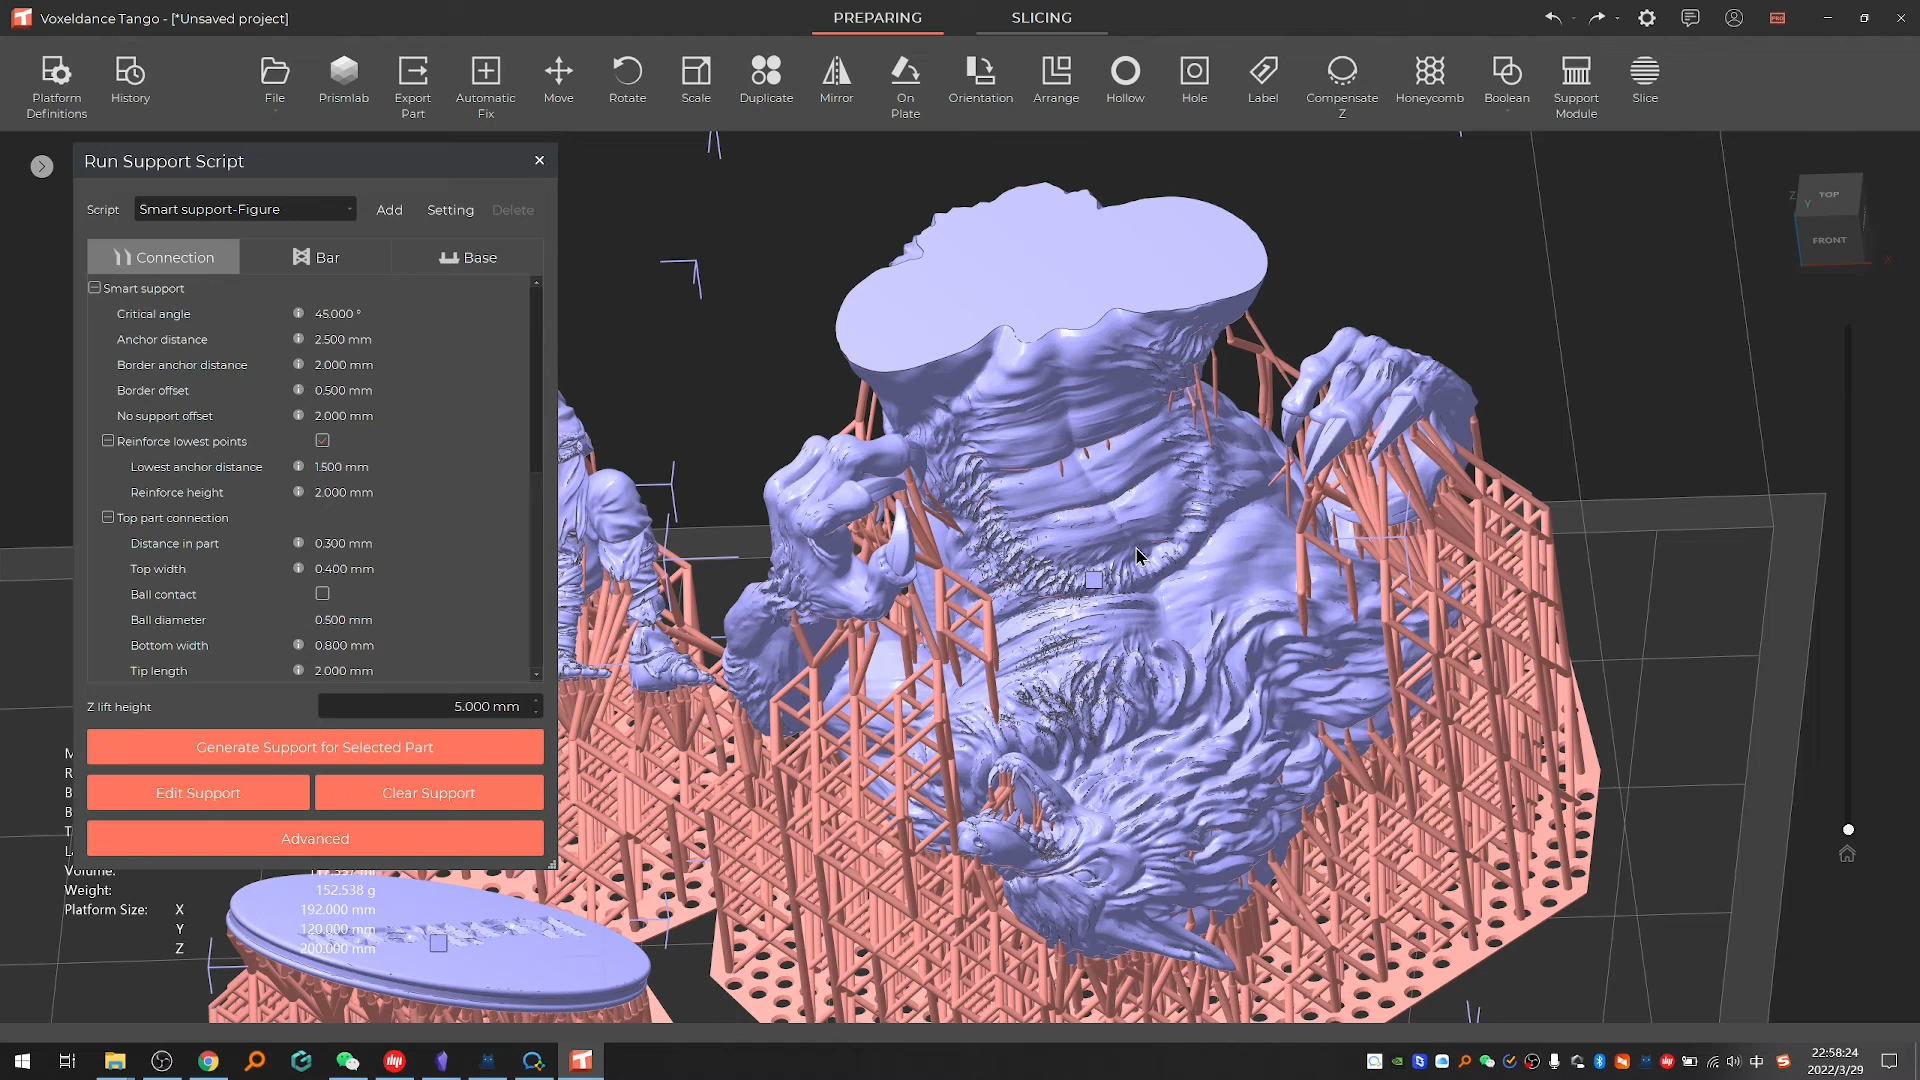 Voxeldance Tango - [*Unsaved project]
PREPARING
SLICING
PRO
Platform
Definitions
History
File
Prismlab
Export
Part
Automatic
Fix
Move
Rotate
Scale
Duplicate
Mirror
On
Plate
Orientation
Arrange
Hollow
Hole
Label
Compensate
Z
Honeycomb
Boolean
Support
Module
Slice
Run Support Script
Script
Smart support-Figure
Add
Setting
Delete
Connection
Bar
Base
Smart support
Critical angle 45.000 °
Anchor distance 2.500 mm
Border anchor distance 2.000 mm
Border offset 0.500 mm
No support offset 2.000 mm
Reinforce lowest points
Lowest anchor distance 1.500 mm
Reinforce height 2.000 mm
Top part connection
Distance in part 0.300 mm
Top width 0.400 mm
Ball contact
Ball diameter 0.500 mm
Bottom width 0.800 mm
Tip length 2.000 mm
Z lift height 5.000 mm
Generate Support for Selected Part
Edit Support
Clear Support
Advanced
Volume:
Weight: 152.538 g
Platform Size: X 192.000 mm
Y 120.000 mm
Z 200.000 mm
Z
Y
TOP
FRONT
X
中
22:58:24
2022/3/29